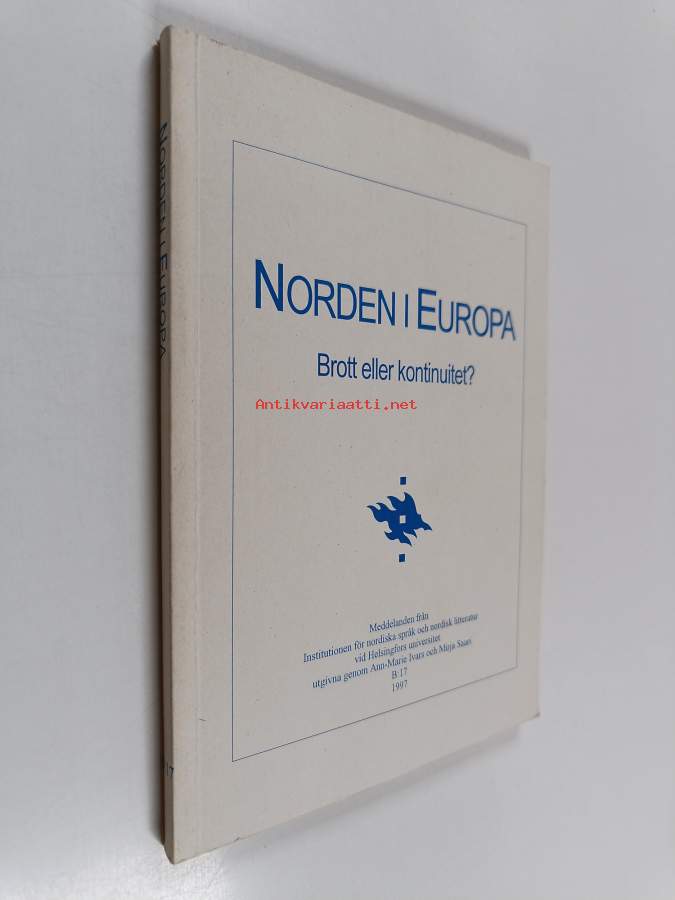 NORDEN I EUROPA
NORDEN I EUROPA
Brott eller kontinuitet?
Antikvariaatti.net
Meddelanden från
Institutionen för nordiska språk och nordisk litteratur
vid Helsingfors universitet
utgivna genom Ann-Marie Ivars och Mirja Saari
B:17
1997